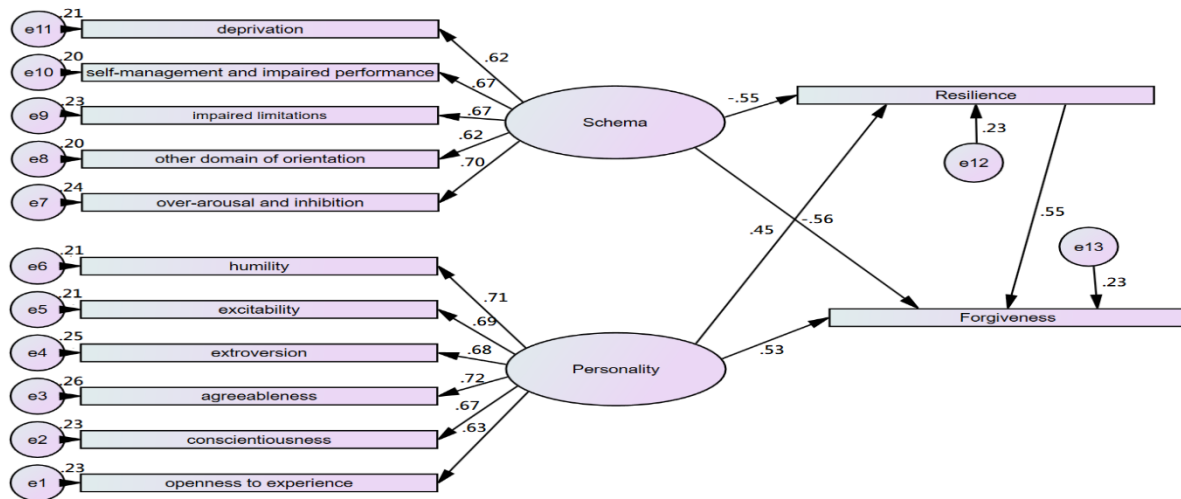 e11 .21 deprivation
e10 .20 self-management and impaired performance
e9 .23 impaired limitations
e8 .20 other domain of orientation
e7 .24 over-arousal and inhibition
.62
.67
.67
.62
.70
Schema
-.55
Resilience
.23
e12
.45
-.56
.55
e13
.23
Forgiveness
e6 .21 humility
e5 .21 excitability
e4 .25 extroversion
e3 .26 agreeableness
e2 .23 conscientiousness
e1 .23 openness to experience
.71
.69
.68
.72
.67
.63
Personality
.53